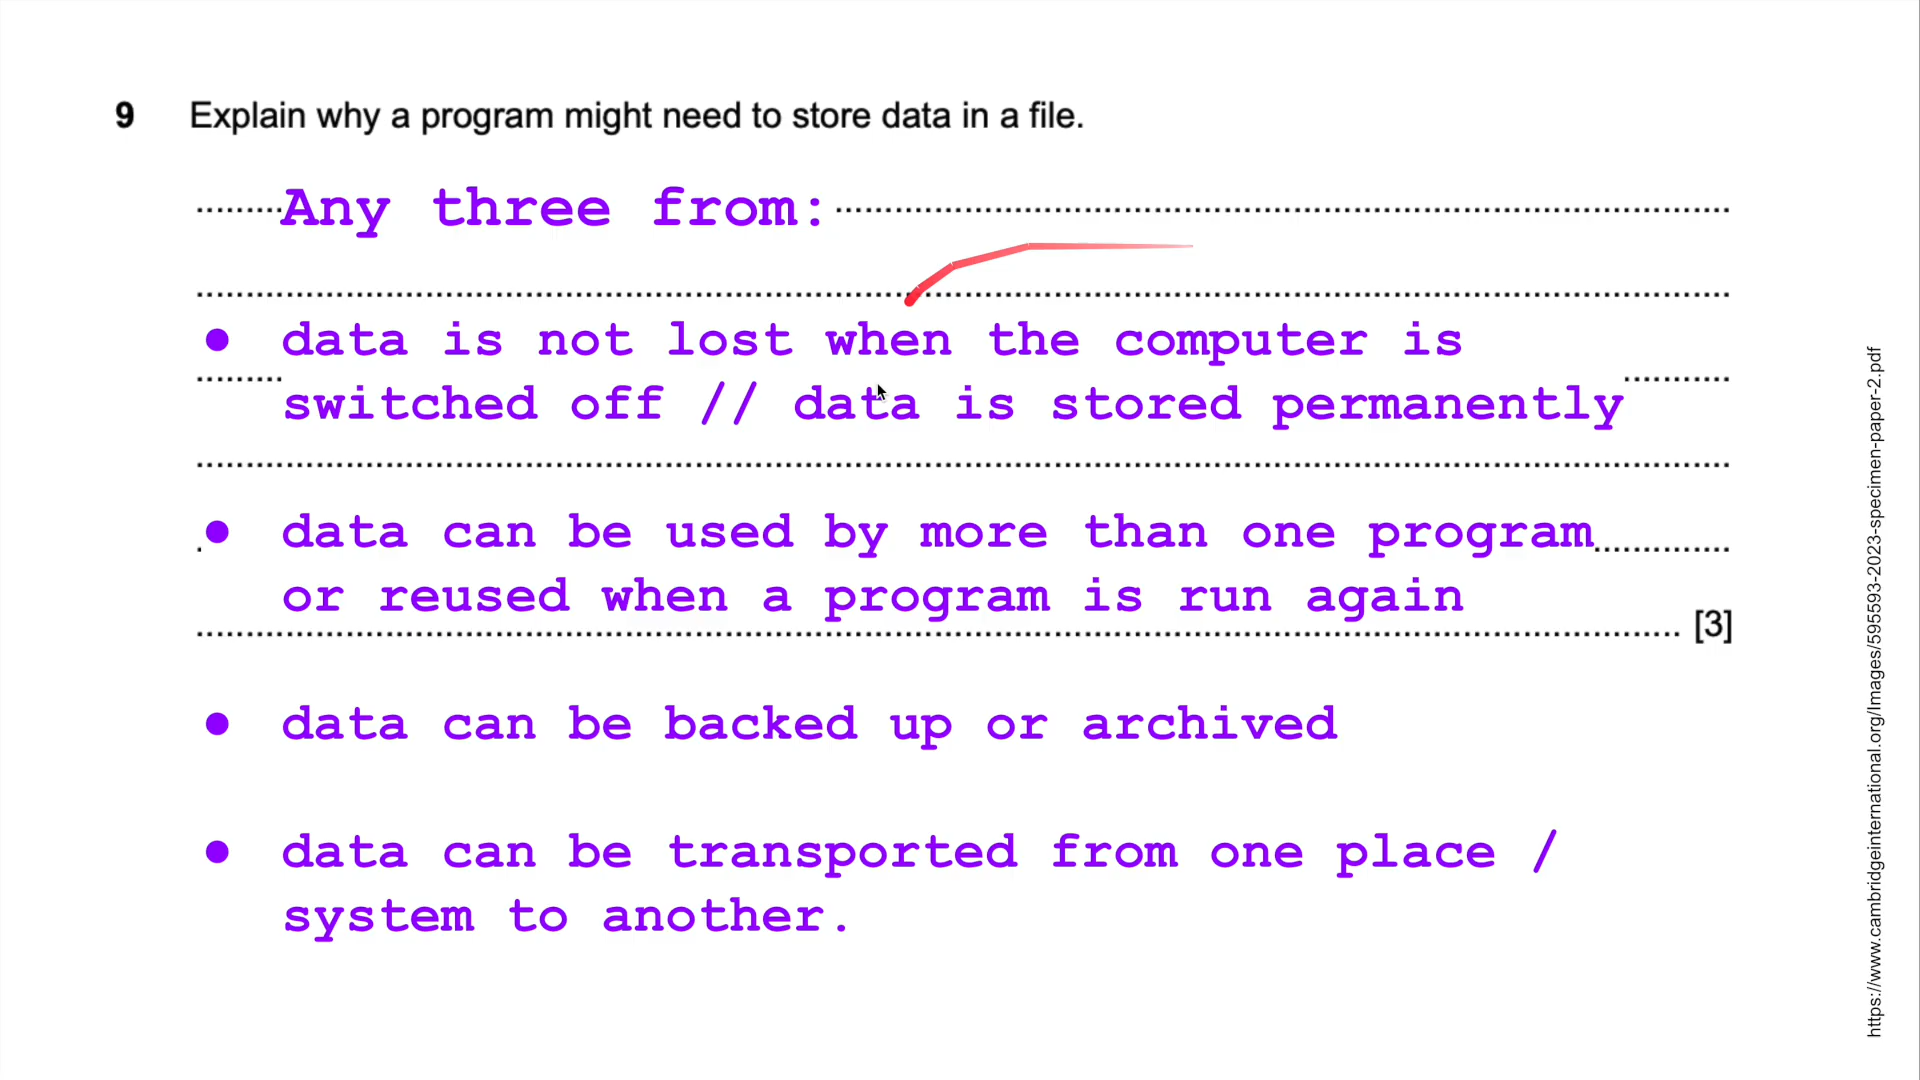 9 Explain why a program might need to store data in a file.
Any three from:
● data is not lost when the computer is
switched off // data is stored permanently
● data can be used by more than one program
or reused when a program is run again
[3]
● data can be backed up or archived
● data can be transported from one place /
system to another.
https://www.cambridgeinternational.org/Images/595593-2023-specimen-paper-2.pdf